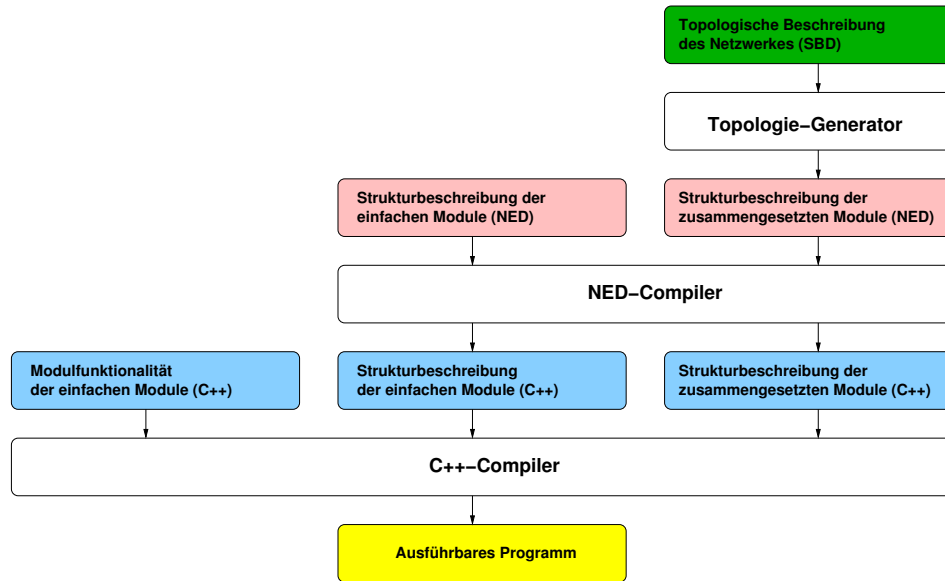 Topologische Beschreibung
des Netzwerkes (SBD)
Topologie−Generator
Strukturbeschreibung der
einfachen Module (NED)
Strukturbeschreibung der
zusammengesetzten Module (NED)
NED−Compiler
Modulfunktionalität
der einfachen Module (C++)
Strukturbeschreibung
der einfachen Module (C++)
Strukturbeschreibung der
zusammengesetzten Module (C++)
C++−Compiler
Ausführbares Programm